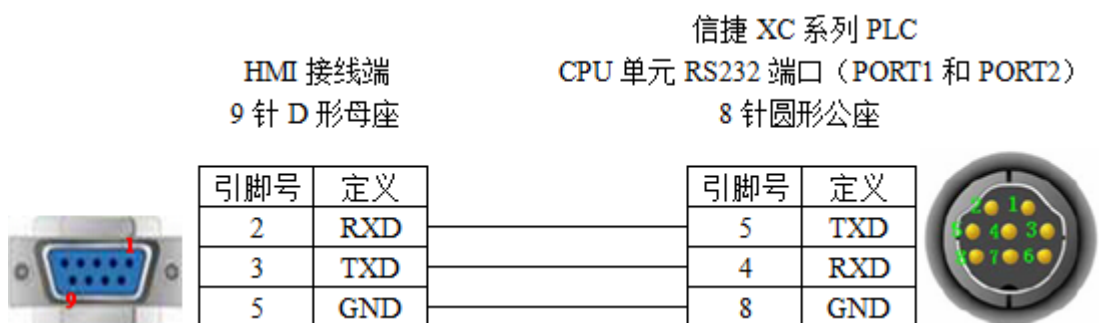 信捷 XC 系列 PLC
HMI 接线端 CPU 单元 RS232 端口（PORT1 和 PORT2）
9 针 D 形母座 8 针圆形公座
引脚号 定义 引脚号 定义
2 RXD 5 TXD
3 TXD 4 RXD
5 GND 8 GND
1
9
2 1
5 4 3
8 7 6